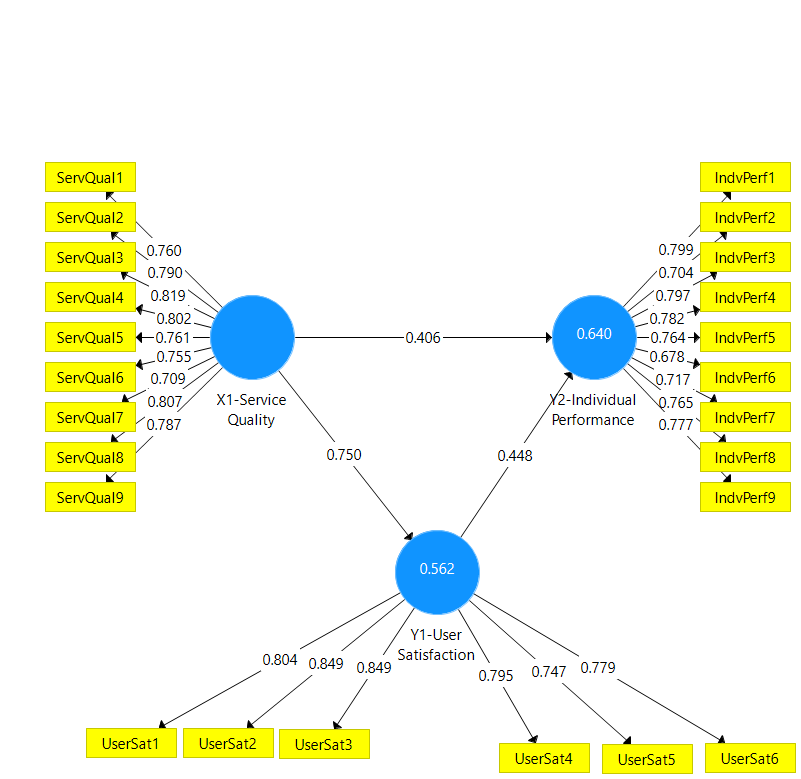 ServQual1
ServQual2
ServQual3
ServQual4
ServQual5
ServQual6
ServQual7
ServQual8
ServQual9
0.760
0.790
0.819
0.802
0.761
0.755
0.709
0.807
0.787
X1-Service
Quality
0.406
0.750
0.448
0.640
Y2-Individual
Performance
0.799
0.704
0.797
0.782
0.764
0.678
0.717
0.765
0.777
IndvPerf1
IndvPerf2
IndvPerf3
IndvPerf4
IndvPerf5
IndvPerf6
IndvPerf7
IndvPerf8
IndvPerf9
0.562
Y1-User
Satisfaction
0.804
0.849
0.849
0.795
0.747
0.779
UserSat1
UserSat2
UserSat3
UserSat4
UserSat5
UserSat6